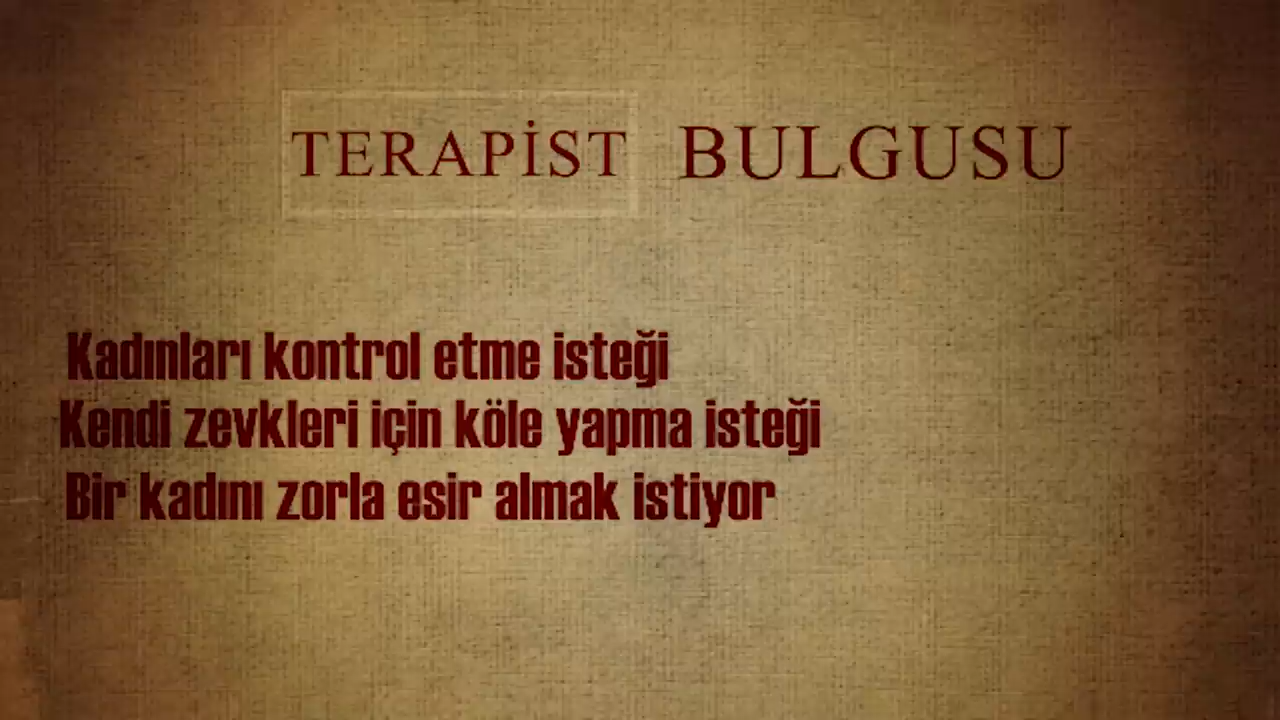 TERAPİST BULGUSU
Kadınları kontrol etme isteği
Kendi zevkleri için köle yapma isteği
Bir kadını zorla esir almak istiyor